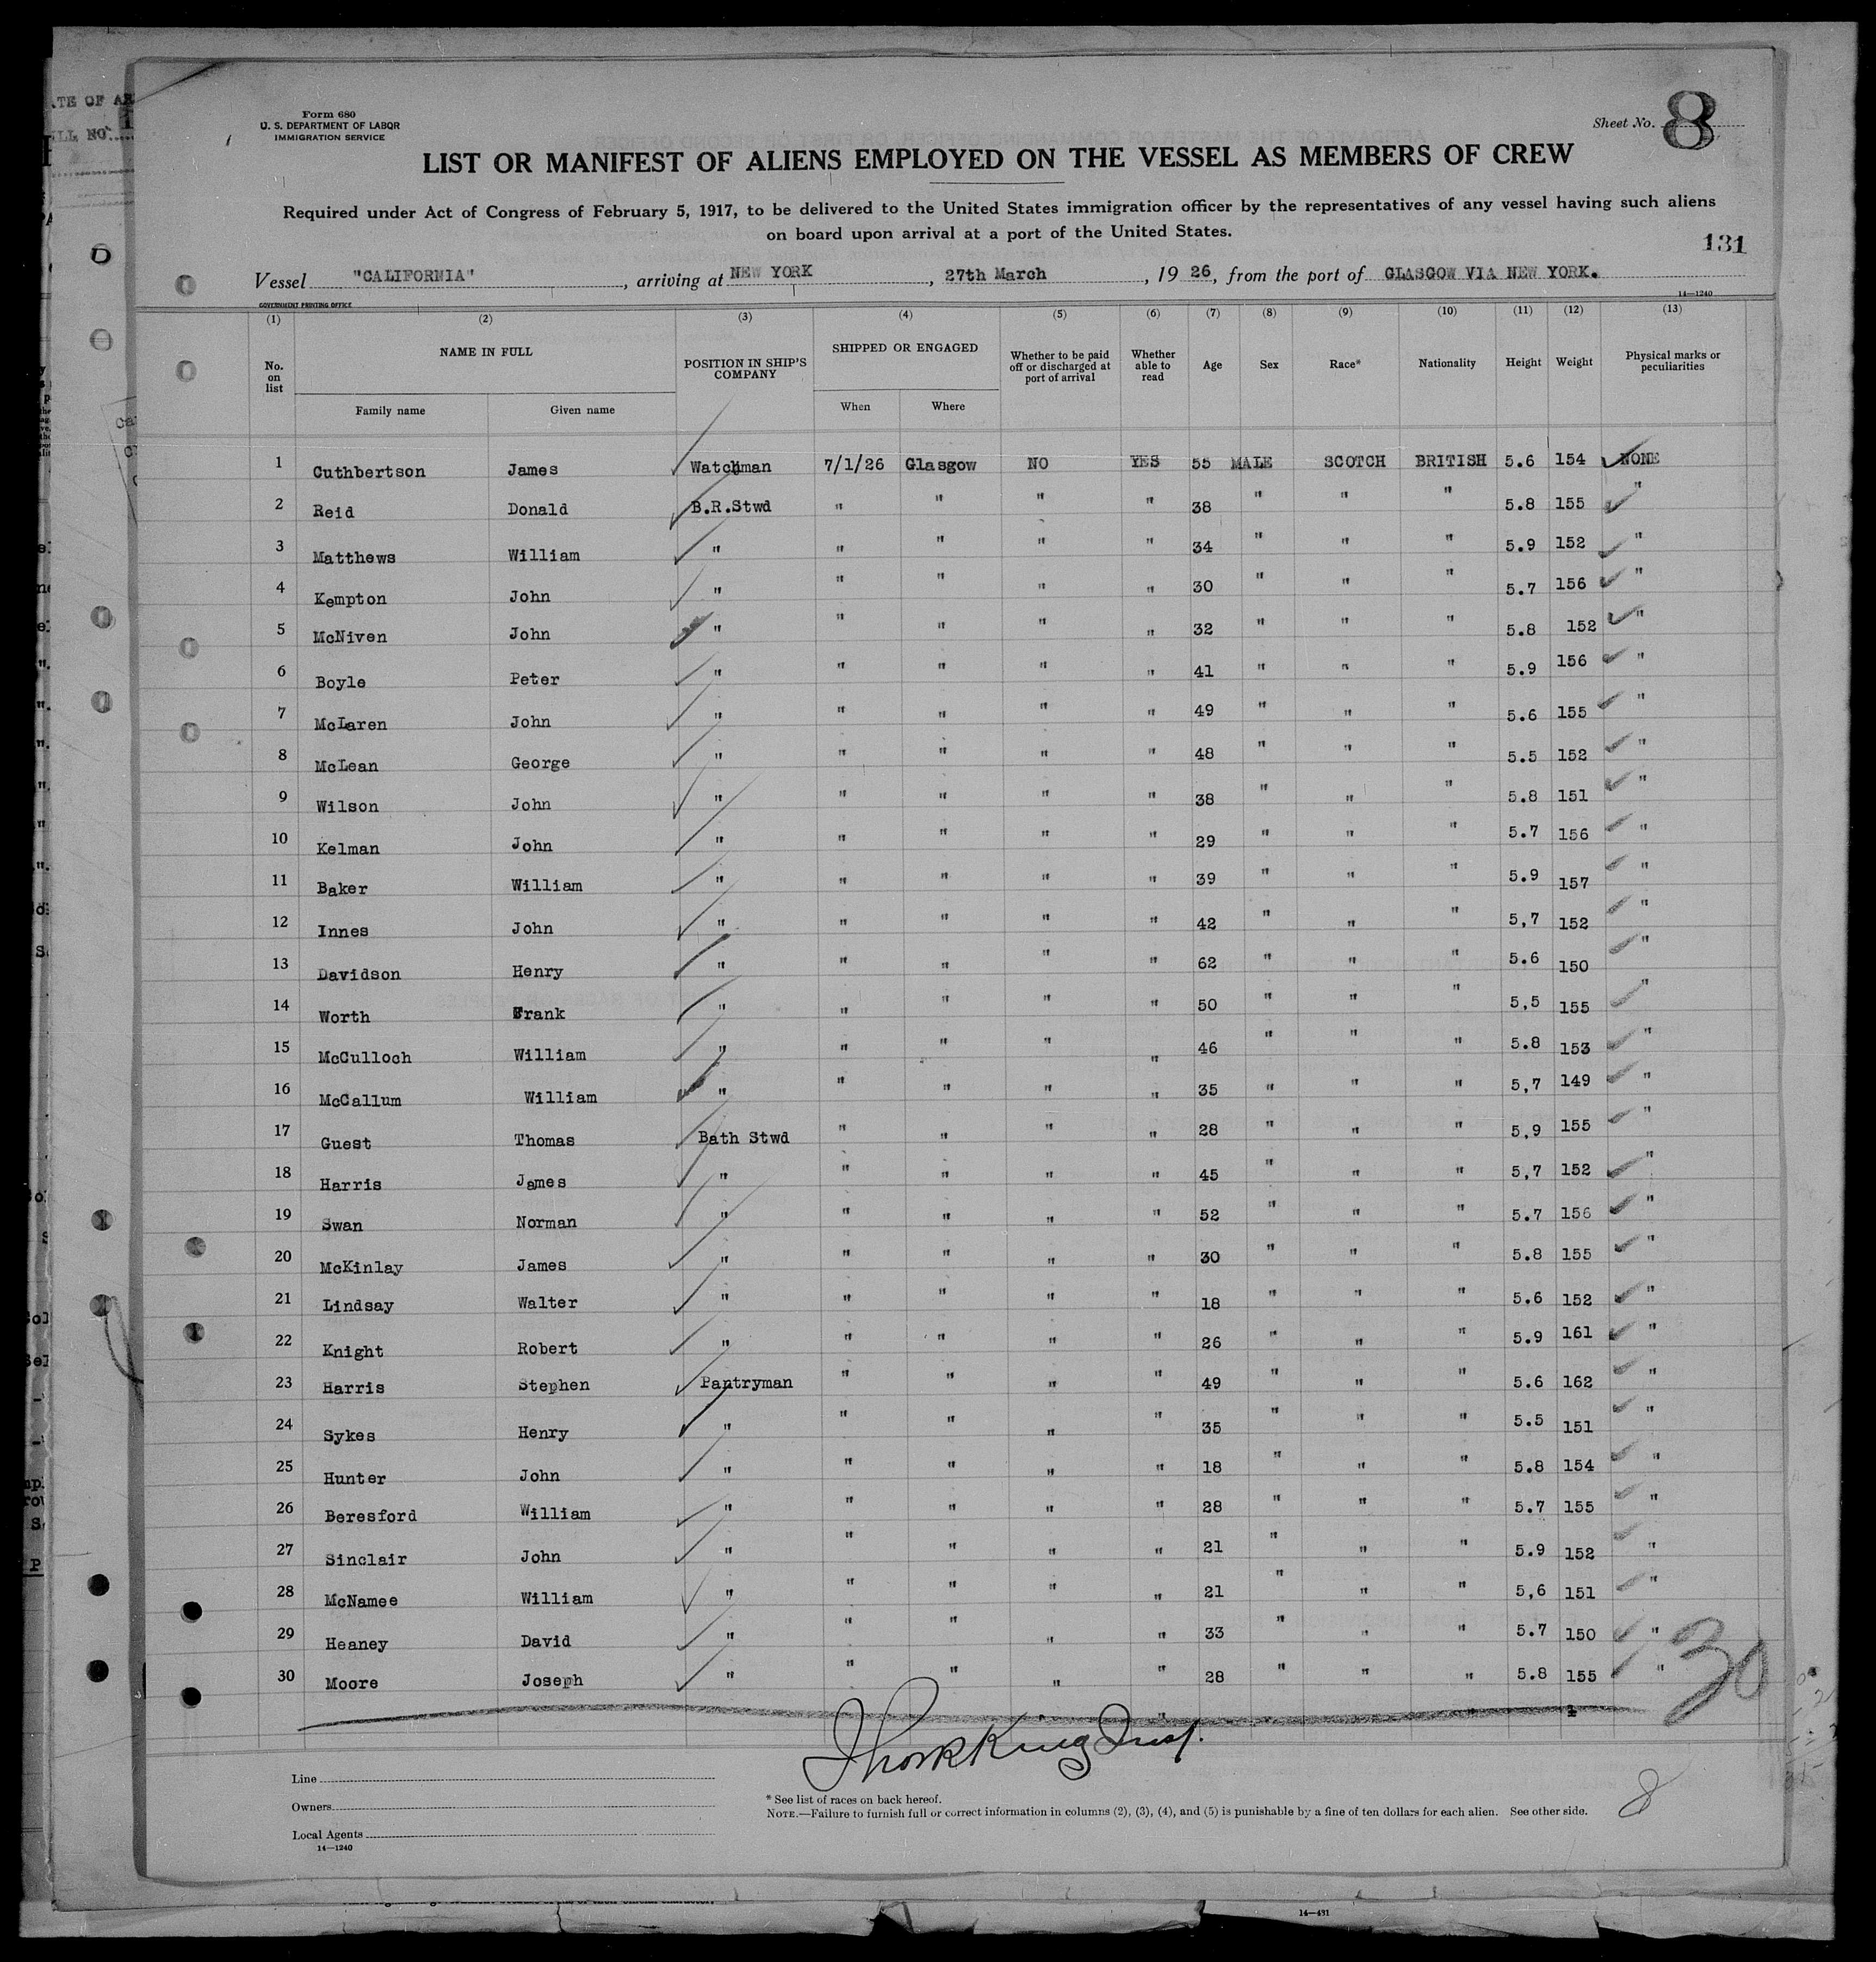 Form 680
U. S. DEPARTMENT OF LABOR
IMMIGRATION SERVICE
Sheet No. 8
LIST OR MANIFEST OF ALIENS EMPLOYED ON THE VESSEL AS MEMBERS OF CREW
Required under Act of Congress of February 5, 1917, to be delivered to the United States immigration officer by the representatives of any vessel having such aliens
on board upon arrival at a port of the United States.
131
Vessel "CALIFORNIA", arriving at NEW YORK, 27th March, 1926, from the port of GLASGOW VIA NEW YORK.
GOVERNMENT PRINTING OFFICE
14—1240
(1) (2) (3) (4) (5) (6) (7) (8) (9) (10) (11) (12) (13)
No. on list NAME IN FULL Family name Given name POSITION IN SHIP'S COMPANY SHIPPED OR ENGAGED When Where Whether to be paid off or discharged at port of arrival Whether able to read Age Sex Race* Nationality Height Weight Physical marks or peculiarities
1 Cuthbertson James Watchman 7/1/26 Glasgow NO YES 55 MALE SCOTCH BRITISH 5.6 154 NONE
2 Reid Donald B.R.Stwd " " " " 38 " " " 5.8 155 "
3 Matthews William " " " " " 34 " " " 5.9 152 "
4 Kempton John " " " " " 30 " " " 5.7 156 "
5 McNiven John " " " " " 32 " " " 5.8 152 "
6 Boyle Peter " " " " " 41 " " " 5.9 156 "
7 McLaren John " " " " " 49 " " " 5.6 155 "
8 McLean George " " " " " 48 " " " 5.5 152 "
9 Wilson John " " " " " 38 " " " 5.8 151 "
10 Kelman John " " " " " 29 " " " 5.7 156 "
11 Baker William " " " " " 39 " " " 5.9 157 "
12 Innes John " " " " " 42 " " " 5,7 152 "
13 Davidson Henry " " " " " 62 " " " 5.6 150 "
14 Worth Frank " " " " " 50 " " " 5,5 155 "
15 McCulloch William " " " " " 46 " " " 5.8 153 "
16 McCallum William " " " " " 35 " " " 5,7 149 "
17 Guest Thomas Bath Stwd " " " " 28 " " " 5,9 155 "
18 Harris James " " " " " 45 " " " 5,7 152 "
19 Swan Norman " " " " " 52 " " " 5.7 156 "
20 McKinlay James " " " " " 30 " " " 5.8 155 "
21 Lindsay Walter " " " " " 18 " " " 5.6 152 "
22 Knight Robert " " " " " 26 " " " 5.9 161 "
23 Harris Stephen Pantryman " " " " 49 " " " 5.6 162 "
24 Sykes Henry " " " " " 35 " " " 5.5 151 "
25 Hunter John " " " " " 18 " " " 5.8 154 "
26 Beresford William " " " " " 28 " " " 5.7 155 "
27 Sinclair John " " " " " 21 " " " 5.9 152 "
28 McNamee William " " " " " 21 " " " 5,6 151 "
29 Heaney David " " " " " 33 " " " 5.7 150 "
30 Moore Joseph " " " " " 28 " " " 5.8 155 "
30
King Insp.
Line
Owners
Local Agents
14—1240
* See list of races on back hereof.
NOTE.—Failure to furnish full or correct information in columns (2), (3), (4), and (5) is punishable by a fine of ten dollars for each alien. See other side.
8
14—431